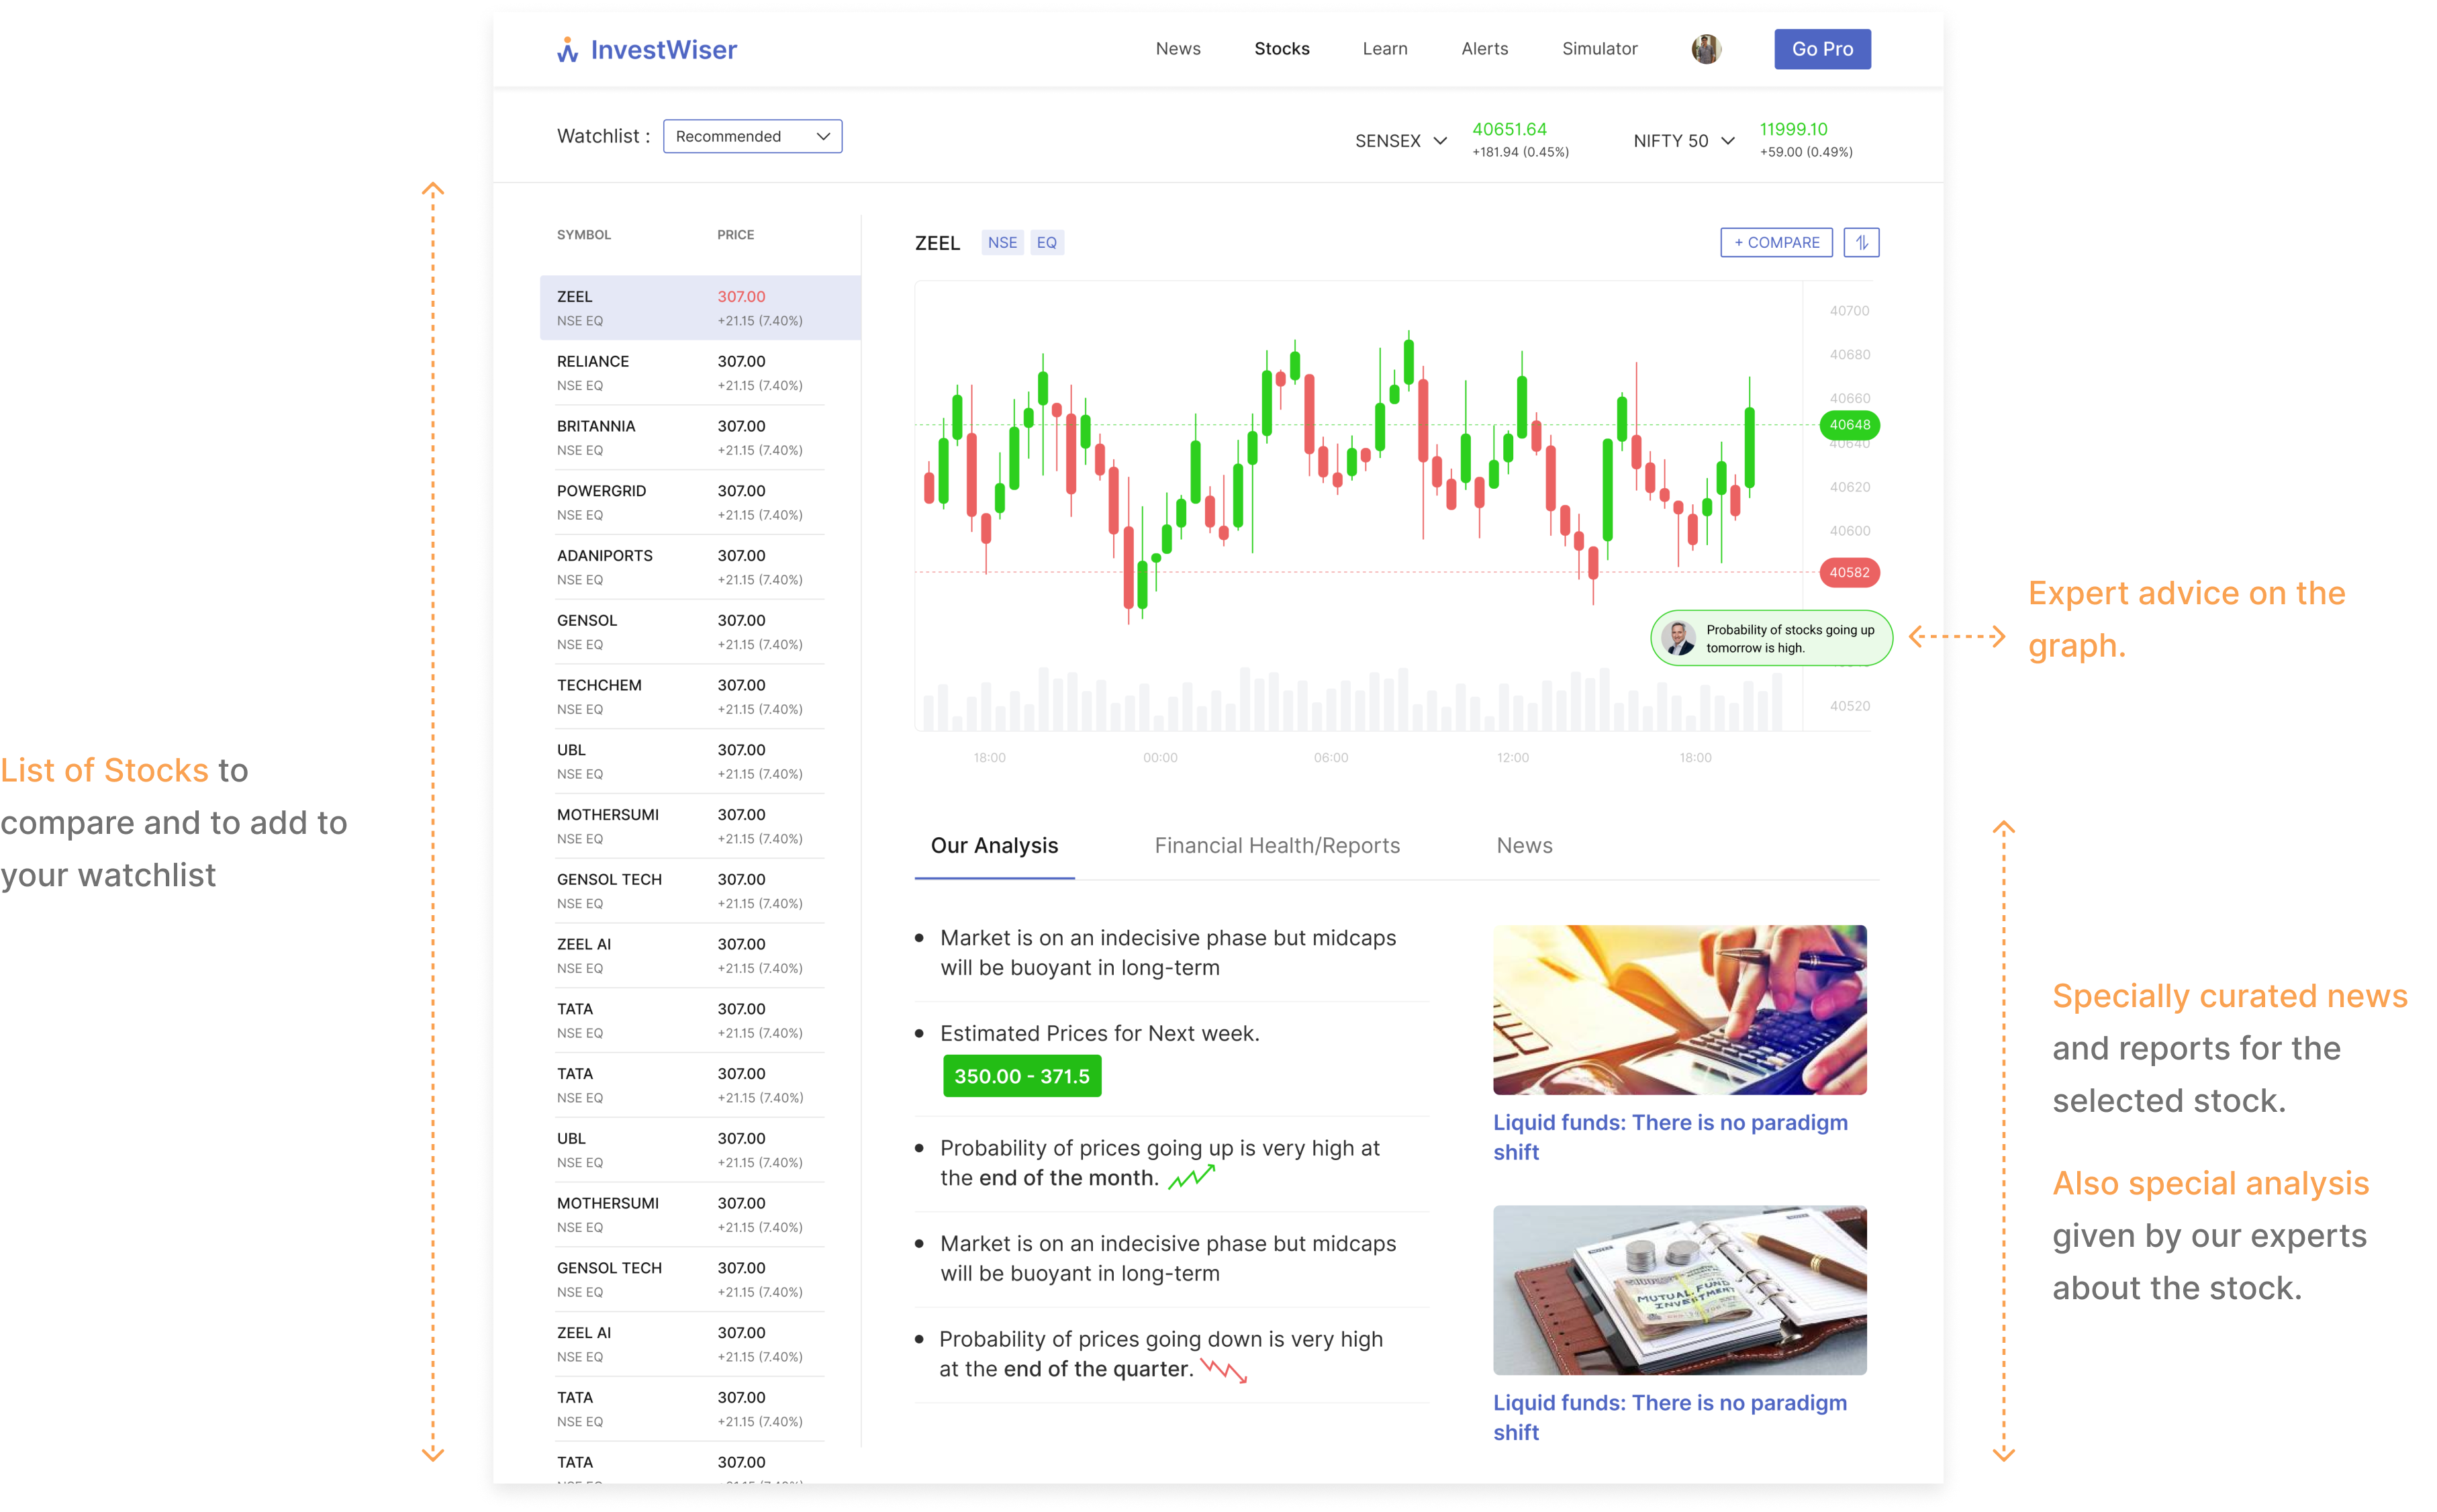 InvestWiser
News
Stocks
Learn
Alerts
Simulator
Go Pro
Watchlist :
Recommended
SENSEX
40651.64
+181.94 (0.45%)
NIFTY 50
11999.10
+59.00 (0.49%)
SYMBOL PRICE
ZEEL 307.00
NSE EQ +21.15 (7.40%)
RELIANCE 307.00
NSE EQ +21.15 (7.40%)
BRITANNIA 307.00
NSE EQ +21.15 (7.40%)
POWERGRID 307.00
NSE EQ +21.15 (7.40%)
ADANIPORTS 307.00
NSE EQ +21.15 (7.40%)
GENSOL 307.00
NSE EQ +21.15 (7.40%)
TECHCHEM 307.00
NSE EQ +21.15 (7.40%)
UBL 307.00
NSE EQ +21.15 (7.40%)
MOTHERSUMI 307.00
NSE EQ +21.15 (7.40%)
GENSOL TECH 307.00
NSE EQ +21.15 (7.40%)
ZEEL AI 307.00
NSE EQ +21.15 (7.40%)
TATA 307.00
NSE EQ +21.15 (7.40%)
TATA 307.00
NSE EQ +21.15 (7.40%)
UBL 307.00
NSE EQ +21.15 (7.40%)
MOTHERSUMI 307.00
NSE EQ +21.15 (7.40%)
GENSOL TECH 307.00
NSE EQ +21.15 (7.40%)
ZEEL AI 307.00
NSE EQ +21.15 (7.40%)
TATA 307.00
NSE EQ +21.15 (7.40%)
TATA 307.00
ZEEL NSE EQ
+ COMPARE
40700
40680
40660
40648
40640
40620
40600
40582
Probability of stocks going up
tomorrow is high.
40520
18:00 00:00 06:00 12:00 18:00
Our Analysis
Financial Health/Reports
News
Market is on an indecisive phase but midcaps
will be buoyant in long-term
Estimated Prices for Next week.
350.00 - 371.5
Probability of prices going up is very high at
the end of the month.
Market is on an indecisive phase but midcaps
will be buoyant in long-term
Probability of prices going down is very high
at the end of the quarter.
Liquid funds: There is no paradigm
shift
MUTUAL FUND
INVESTMENT
Liquid funds: There is no paradigm
shift
List of Stocks to
compare and to add to
your watchlist
Expert advice on the
graph.
Specially curated news
and reports for the
selected stock.
Also special analysis
given by our experts
about the stock.